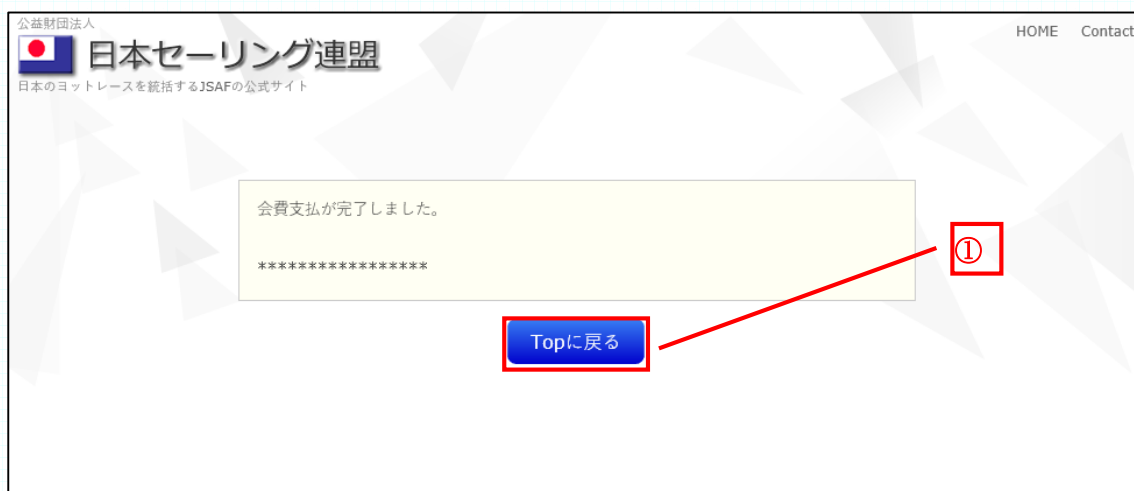 公益財団法人
日本セーリング連盟
日本のヨットレースを統括するJSAFの公式サイト
HOME Contact
会費支払が完了しました。
*****************
①
Topに戻る